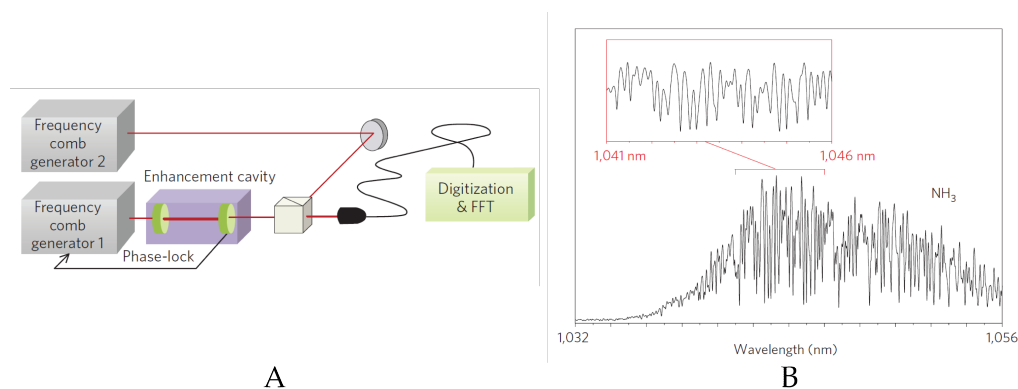 Frequency
comb
generator 2
Enhancement cavity
Frequency
comb
generator 1
Phase-lock
Digitization
& FFT
A
1,041 nm
1,046 nm
NH3
1,032
1,056
Wavelength (nm)
B